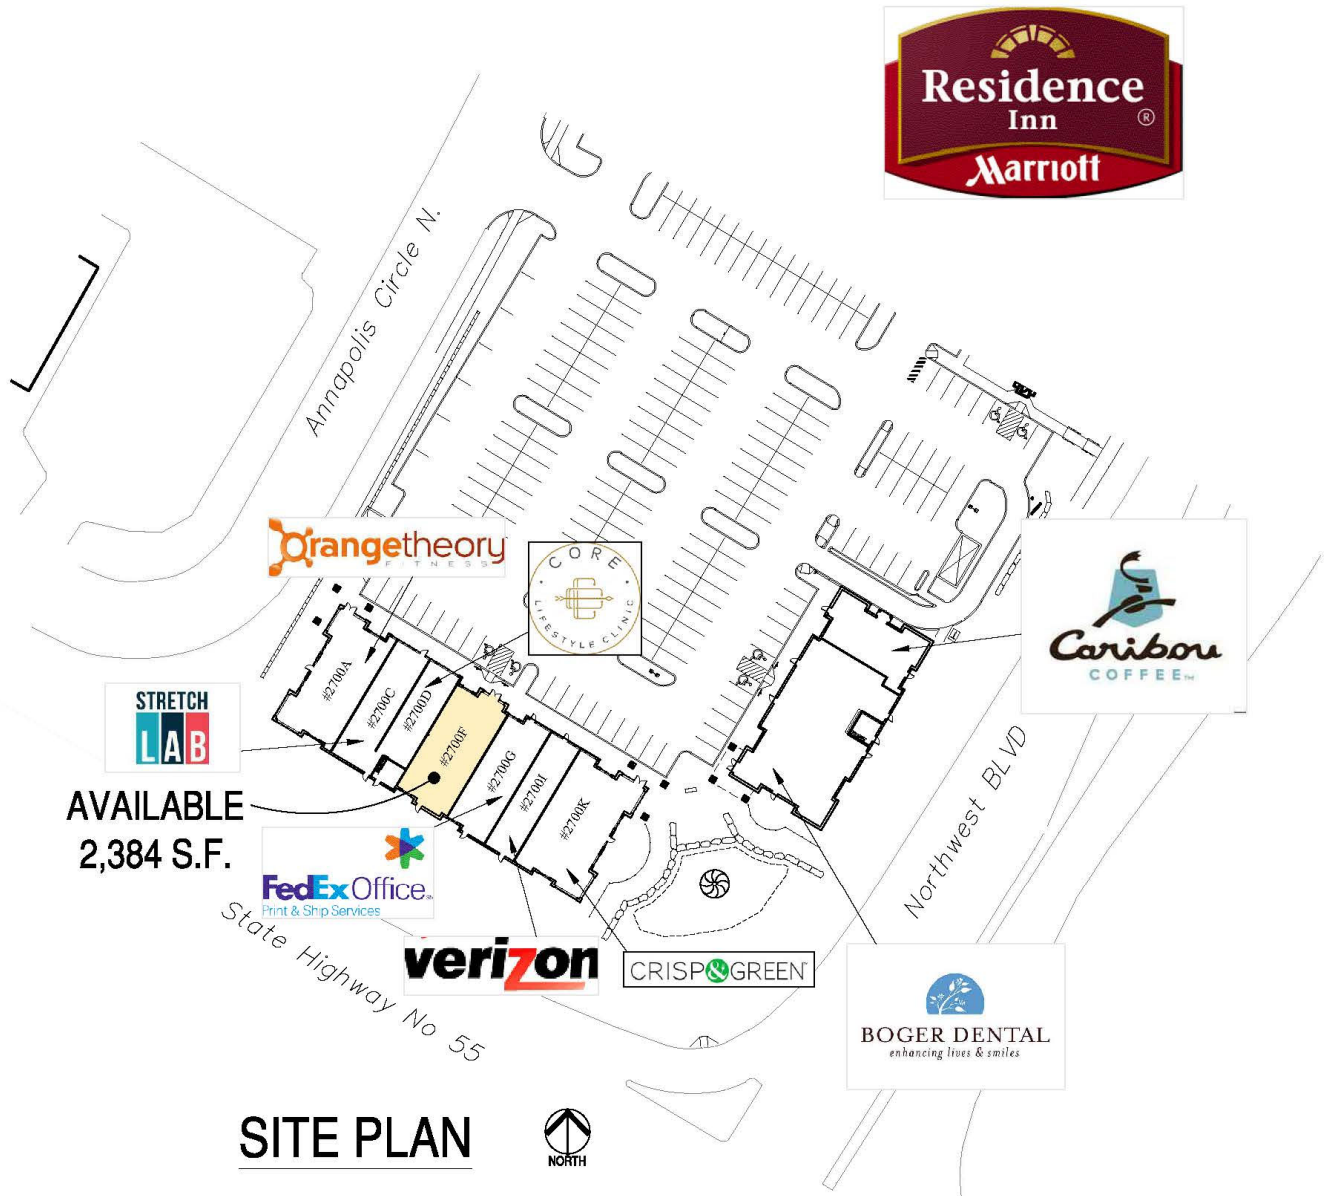 Residence
Inn
®
Marriott
Annapolis Circle N.
Orangetheory
FITNESS
CORE
LIFESTYLE CLINIC
Caribou
COFFEE™
STRETCH
LAB
#2700A
#2700C
#2700D
#2700F
#2700G
#2700I
#2700K
AVAILABLE
2,384 S.F.
FedEx Office
Print & Ship Services
verizon
CRISP&GREEN
Northwest BLVD
State Highway No 55
BOGER DENTAL
enhancing lives & smiles
SITE PLAN
NORTH